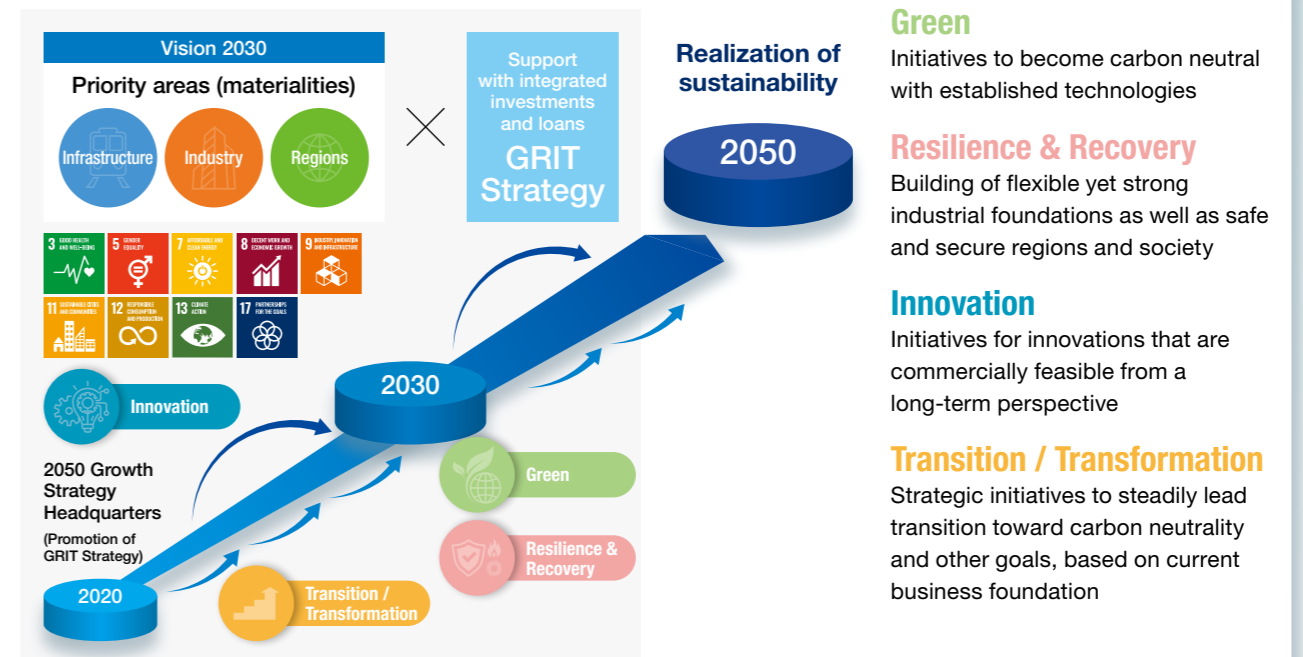 Vision 2030
Priority areas (materialities)
Infrastructure
Industry
Regions
Support
with integrated
investments
and loans
GRIT
Strategy
Realization of
sustainability
2050
3 GOOD HEALTH
AND WELL-BEING
5 GENDER
EQUALITY
7 AFFORDABLE AND
CLEAN ENERGY
8 DECENT WORK AND
ECONOMIC GROWTH
9 INDUSTRY, INNOVATION
AND INFRASTRUCTURE
11 SUSTAINABLE CITIES
AND COMMUNITIES
12 RESPONSIBLE
CONSUMPTION
AND PRODUCTION
13 CLIMATE
ACTION
17 PARTNERSHIPS
FOR THE GOALS
2030
Innovation
2050 Growth
Strategy
Headquarters
(Promotion of
GRIT Strategy)
2020
Green
Resilience &
Recovery
Transition /
Transformation
Green
Initiatives to become carbon neutral
with established technologies
Resilience & Recovery
Building of flexible yet strong
industrial foundations as well as safe
and secure regions and society
Innovation
Initiatives for innovations that are
commercially feasible from a
long-term perspective
Transition / Transformation
Strategic initiatives to steadily lead
transition toward carbon neutrality
and other goals, based on current
business foundation